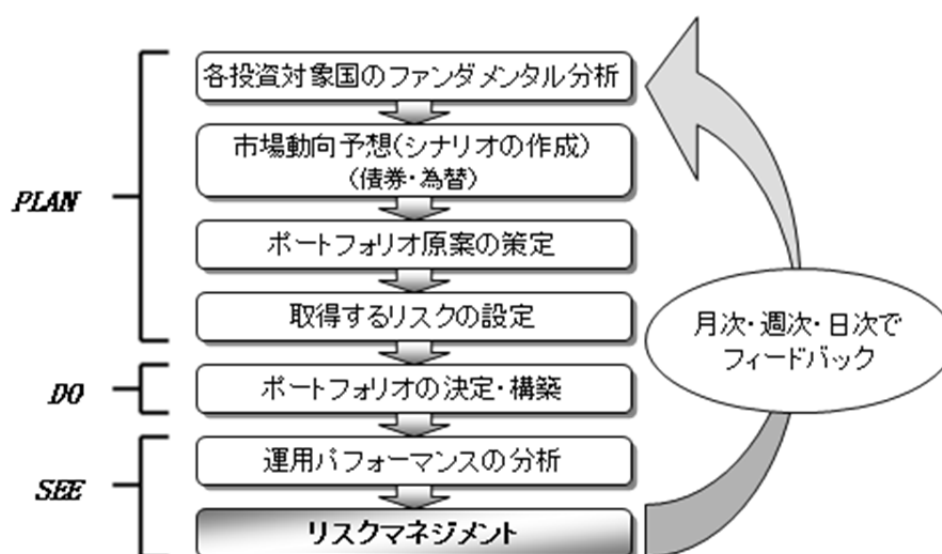 各投資対象国のファンダメンタル分析
市場動向予想(シナリオの作成)
(債券・為替)
PLAN
ポートフォリオ原案の策定
取得するリスクの設定
月次・週次・日次で
フィードバック
DO
ポートフォリオの決定・構築
運用パフォーマンスの分析
SEE
リスクマネジメント